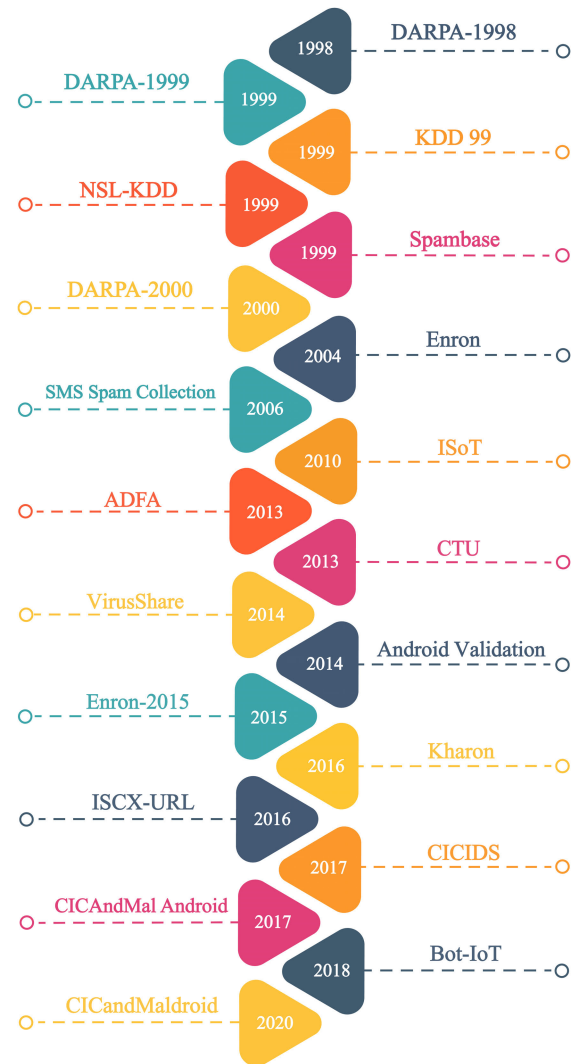 1998 DARPA-1998
DARPA-1999 1999
1999 KDD 99
NSL-KDD 1999
1999 Spambase
DARPA-2000 2000
2004 Enron
SMS Spam Collection 2006
2010 ISoT
ADFA 2013
2013 CTU
VirusShare 2014
2014 Android Validation
Enron-2015 2015
2016 Kharon
ISCX-URL 2016
2017 CICIDS
CICAndMal Android 2017
2018 Bot-IoT
CICandMaldroid 2020